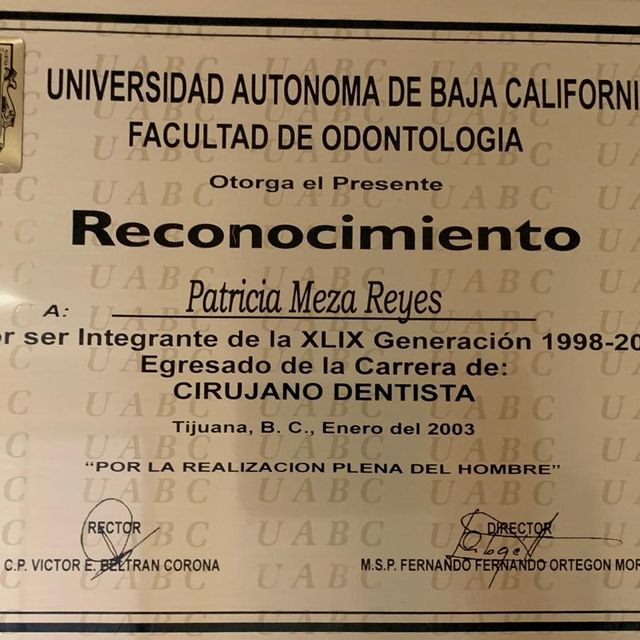 UNIVERSIDAD AUTONOMA DE BAJA CALIFORNI
FACULTAD DE ODONTOLOGIA
Otorga el Presente
Reconocimiento
A: Patricia Meza Reyes
or ser Integrante de la XLIX Generación 1998-20
Egresado de la Carrera de:
CIRUJANO DENTISTA
Tijuana, B. C., Enero del 2003
“POR LA REALIZACION PLENA DEL HOMBRE”
RECTOR DIRECTOR
C.P. VICTOR E. BELTRAN CORONA M.S.P. FERNANDO FERNANDO ORTEGON MOR